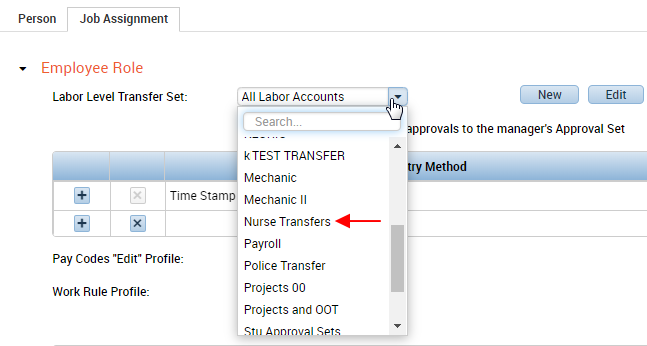 Person Job Assignment
Employee Role
Labor Level Transfer Set: All Labor Accounts New Edit
Search...
approvals to the manager's Approval Set
k TEST TRANSFER
try Method
Mechanic
Time Stamp
Mechanic II
Nurse Transfers
Payroll
Pay Codes "Edit" Profile:
Police Transfer
Projects 00
Work Rule Profile:
Projects and OOT
Stu Approval Sets